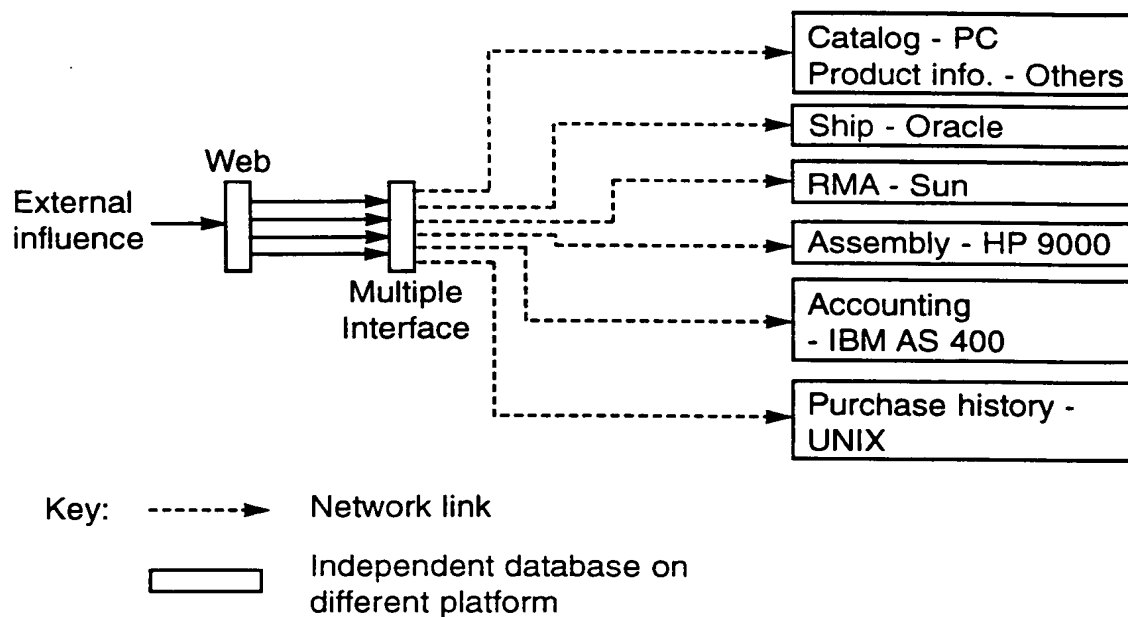 Catalog - PC
Product info. - Others
Ship - Oracle
Web
RMA - Sun
External
influence
Assembly - HP 9000
Multiple
Interface
Accounting
- IBM AS 400
Purchase history -
UNIX
Key:
Network link
Independent database on
different platform